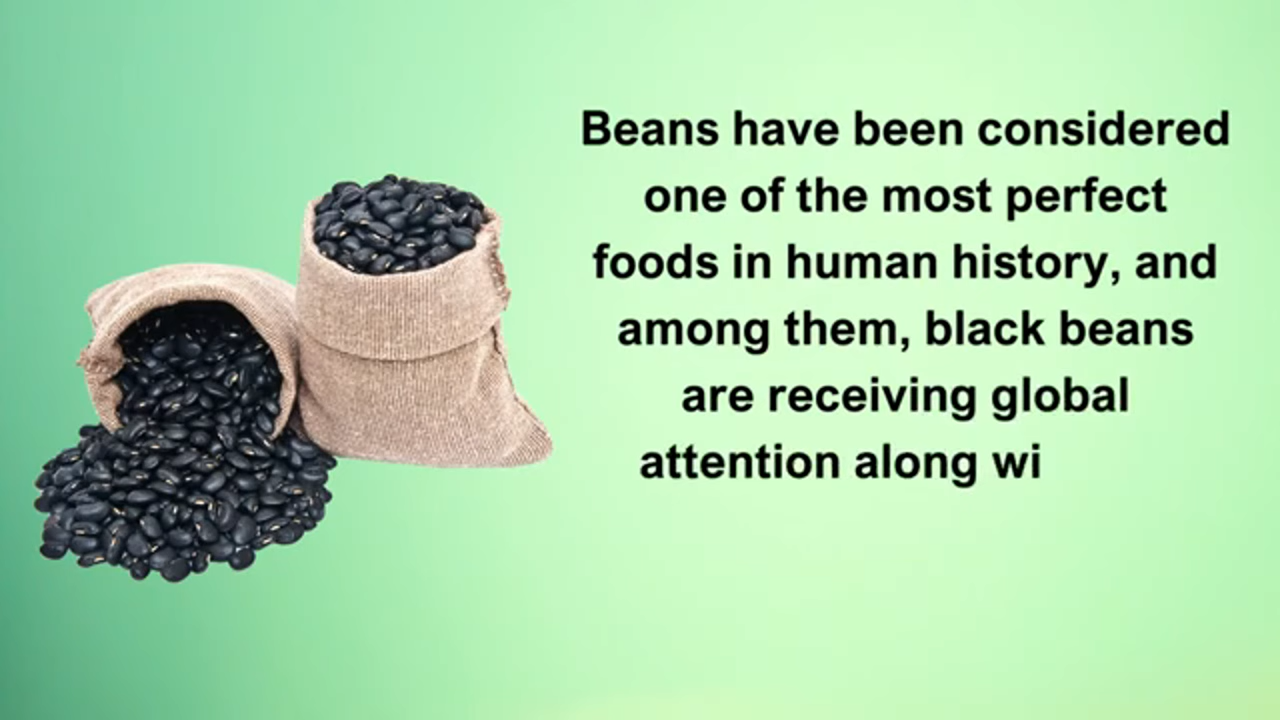 Beans have been considered
one of the most perfect
foods in human history, and
among them, black beans
are receiving global
attention along wi